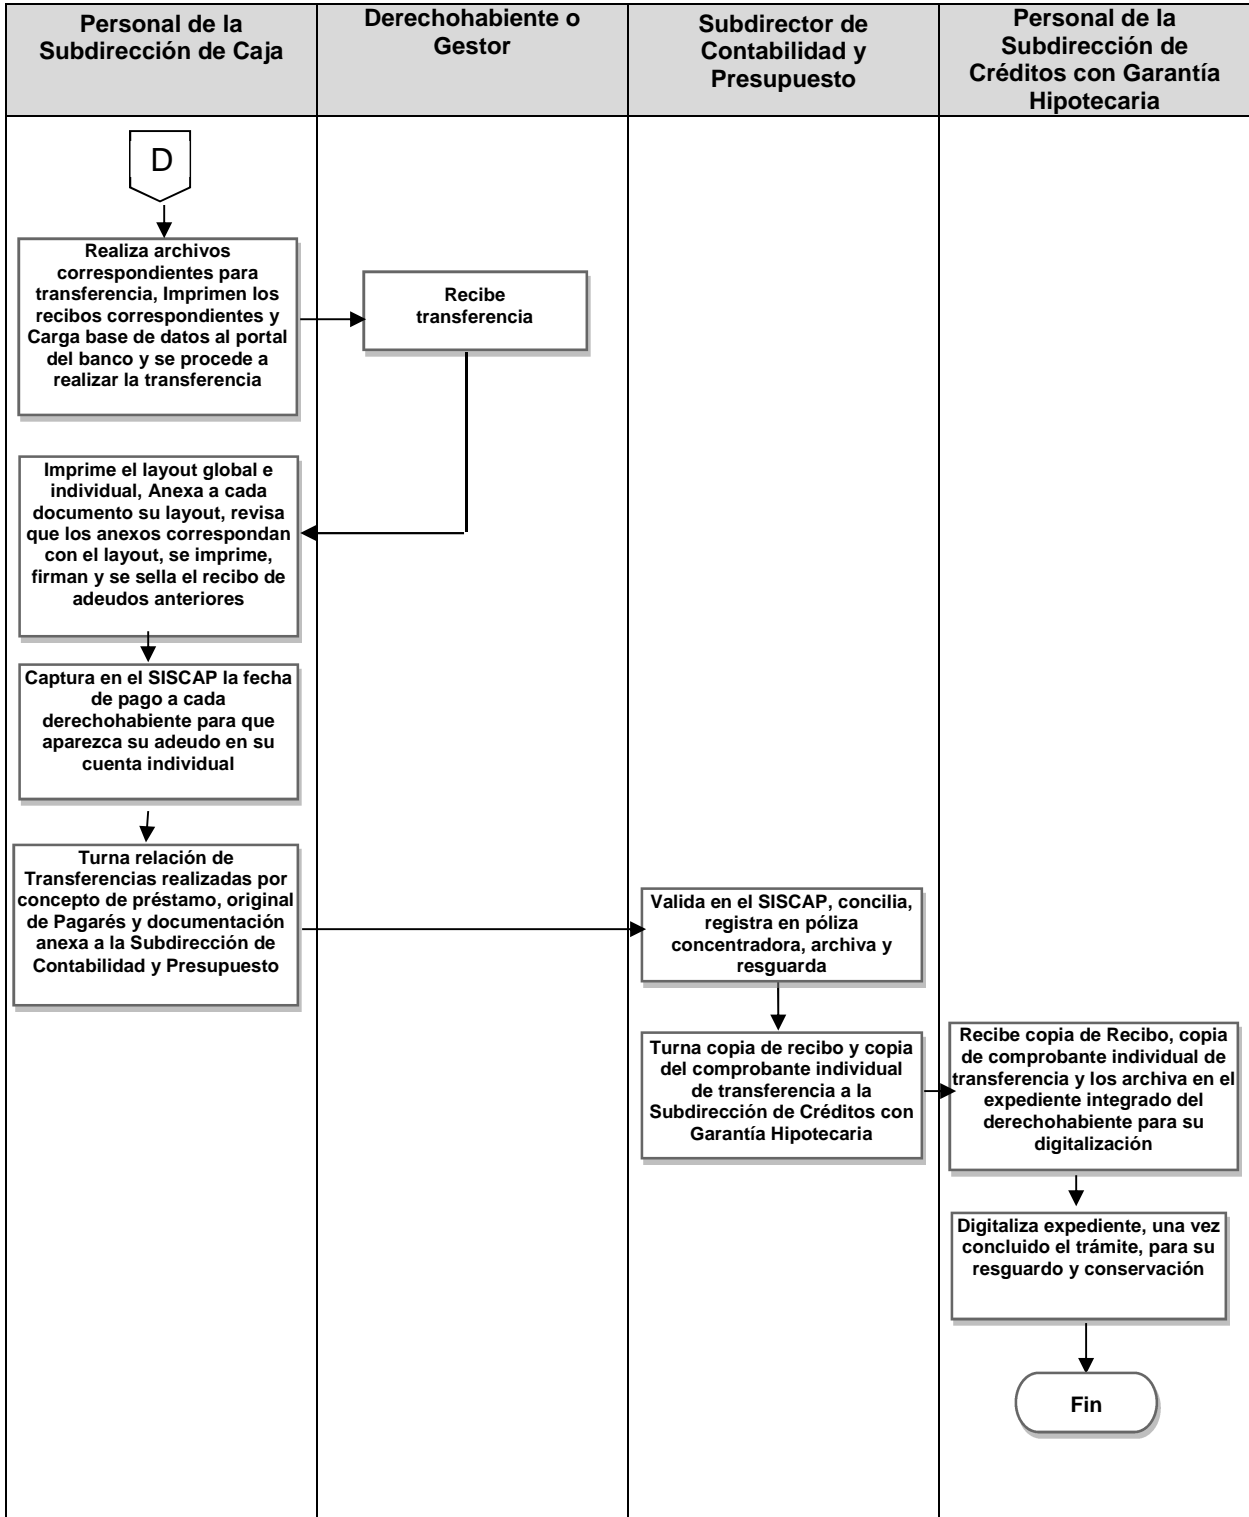 Personal de la
Subdirección de Caja
Derechohabiente o
Gestor
Subdirector de
Contabilidad y
Presupuesto
Personal de la
Subdirección de
Créditos con Garantía
Hipotecaria
D
Realiza archivos
correspondientes para
transferencia, Imprimen los
recibos correspondientes y
Carga base de datos al portal
del banco y se procede a
realizar la transferencia
Recibe
transferencia
Imprime el layout global e
individual, Anexa a cada
documento su layout, revisa
que los anexos correspondan
con el layout, se imprime,
firman y se sella el recibo de
adeudos anteriores
Captura en el SISCAP la fecha
de pago a cada
derechohabiente para que
aparezca su adeudo en su
cuenta individual
Turna relación de
Transferencias realizadas por
concepto de préstamo, original
de Pagarés y documentación
anexa a la Subdirección de
Contabilidad y Presupuesto
Valida en el SISCAP, concilia,
registra en póliza
concentradora, archiva y
resguarda
Turna copia de recibo y copia
del comprobante individual
de transferencia a la
Subdirección de Créditos con
Garantía Hipotecaria
Recibe copia de Recibo, copia
de comprobante individual de
transferencia y los archiva en el
expediente integrado del
derechohabiente para su
digitalización
Digitaliza expediente, una vez
concluido el trámite, para su
resguardo y conservación
Fin